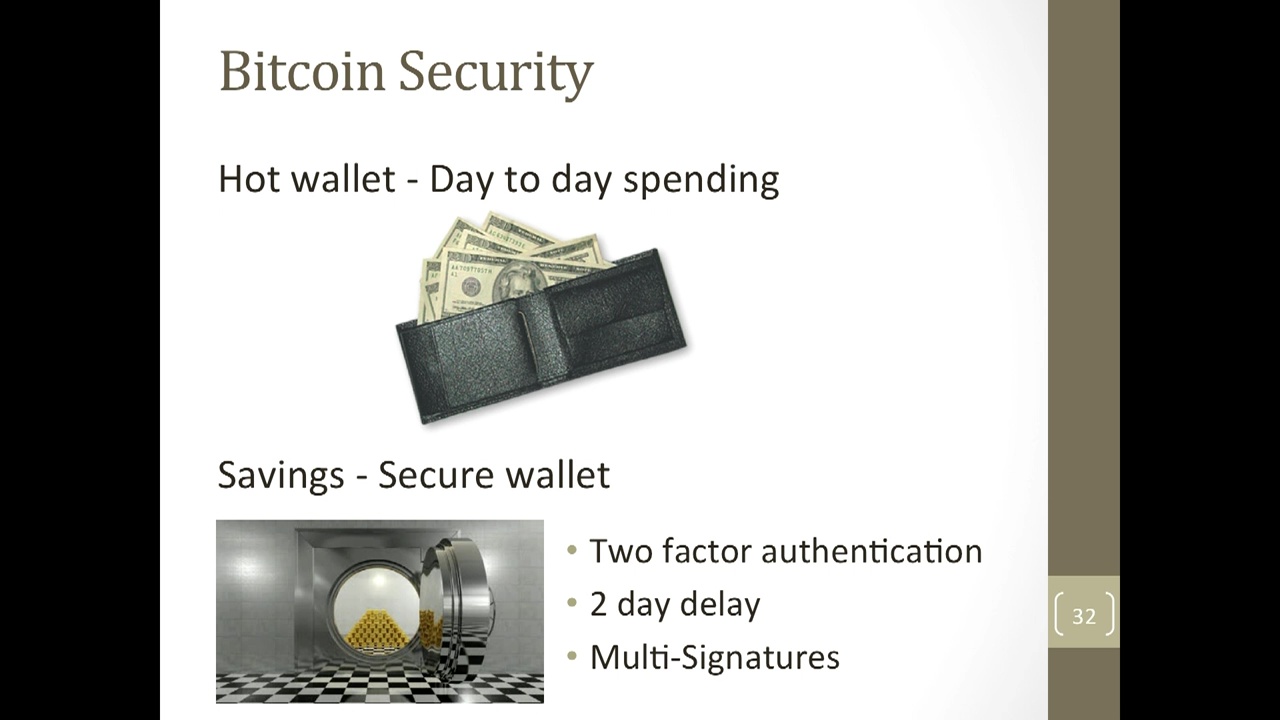 Bitcoin Security
Hot wallet - Day to day spending
Savings - Secure wallet
• Two factor authentication
• 2 day delay
• Multi-Signatures
32